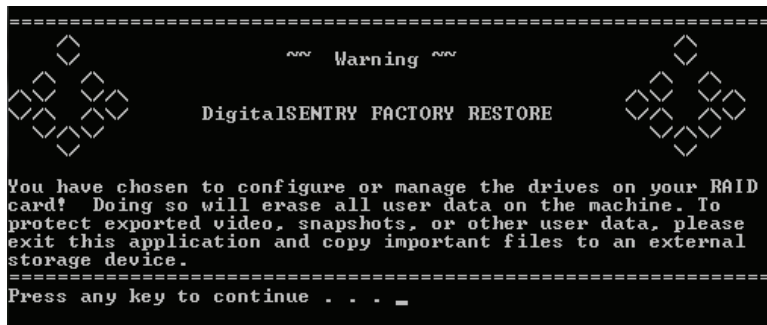 ===============================================================
~~ Warning ~~
DigitalSENTRY FACTORY RESTORE
You have chosen to configure or manage the drives on your RAID
card!  Doing so will erase all user data on the machine. To
protect exported video, snapshots, or other user data, please
exit this application and copy important files to an external
storage device.
===============================================================
Press any key to continue . . . _